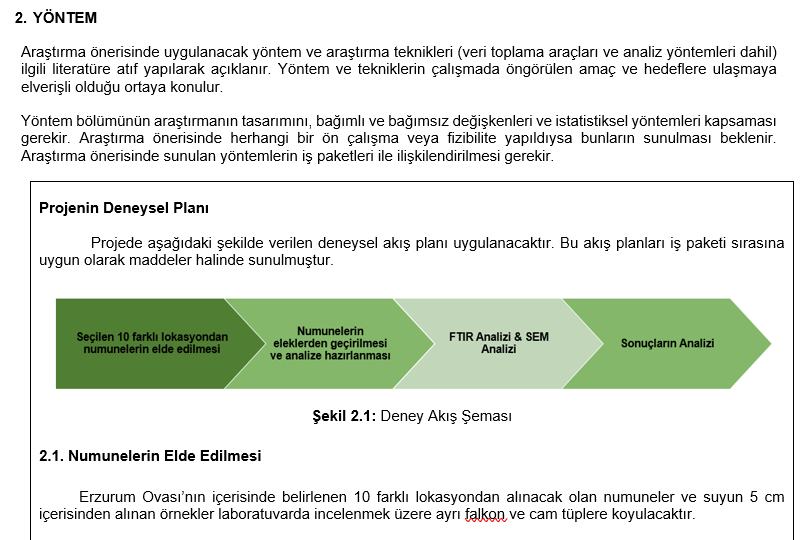 2. YÖNTEM
Araştırma önerisinde uygulanacak yöntem ve araştırma teknikleri (veri toplama araçları ve analiz yöntemleri dahil)
ilgili literatüre atıf yapılarak açıklanır. Yöntem ve tekniklerin çalışmada öngörülen amaç ve hedeflere ulaşmaya
elverişli olduğu ortaya konulur.
Yöntem bölümünün araştırmanın tasarımını, bağımlı ve bağımsız değişkenleri ve istatistiksel yöntemleri kapsaması
gerekir. Araştırma önerisinde herhangi bir ön çalışma veya fizibilite yapıldıysa bunların sunulması beklenir.
Araştırma önerisinde sunulan yöntemlerin iş paketleri ile ilişkilendirilmesi gerekir.
Projenin Deneysel Planı
Projede aşağıdaki şekilde verilen deneysel akış planı uygulanacaktır. Bu akış planları iş paketi sırasına
uygun olarak maddeler halinde sunulmuştur.
Seçilen 10 farklı lokasyondan
numunelerin elde edilmesi
Numunelerin
eleklerden geçirilmesi
ve analize hazırlanması
FTIR Analizi & SEM
Analizi
Sonuçların Analizi
Şekil 2.1: Deney Akış Şeması
2.1. Numunelerin Elde Edilmesi
Erzurum Ovası’nın içerisinde belirlenen 10 farklı lokasyondan alınacak olan numuneler ve suyun 5 cm
içerisinden alınan örnekler laboratuvarda incelenmek üzere ayrı falkon ve cam tüplere koyulacaktır.